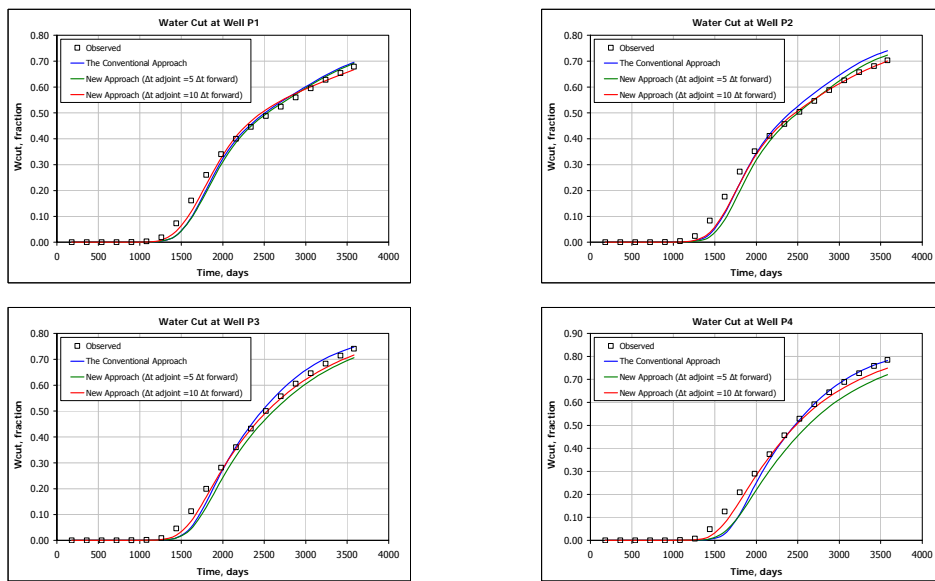 Water Cut at Well P1
0.80
0.70
0.60
0.50
0.40
0.30
0.20
0.10
0.00
Wcut, fraction
Observed
The Conventional Approach
New Approach (Δt adjoint =5 Δt forward)
New Approach (Δt adjoint =10 Δt forward)
0 500 1000 1500 2000 2500 3000 3500 4000
Time, days
Water Cut at Well P2
0.80
0.70
0.60
0.50
0.40
0.30
0.20
0.10
0.00
Wcut, fraction
Observed
The Conventional Approach
New Approach (Δt adjoint =5 Δt forward)
New Approach (Δt adjoint =10 Δt forward)
0 500 1000 1500 2000 2500 3000 3500 4000
Time, days
Water Cut at Well P3
0.80
0.70
0.60
0.50
0.40
0.30
0.20
0.10
0.00
Wcut, fraction
Observed
The Conventional Approach
New Approach (Δt adjoint =5 Δt forward)
New Approach (Δt adjoint =10 Δt forward)
0 500 1000 1500 2000 2500 3000 3500 4000
Time, days
Water Cut at Well P4
0.90
0.80
0.70
0.60
0.50
0.40
0.30
0.20
0.10
0.00
Wcut, fraction
Observed
The Conventional Approach
New Approach (Δt adjoint =5 Δt forward)
New Approach (Δt adjoint =10 Δt forward)
0 500 1000 1500 2000 2500 3000 3500 4000
Time, days